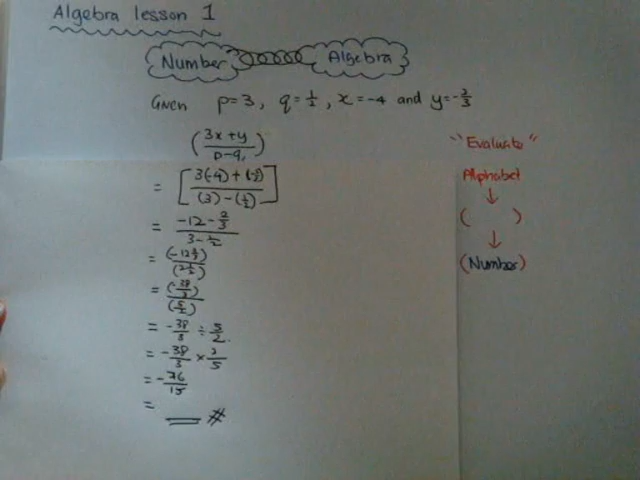 Algebra lesson 1
Number Algebra
Given p=3, q=1/2, x=-4 and y=-2/3
(3x+y / p-q)
= [3(-4)+(-2/3) / (3)-(1/2)]
= -12-2/3 / 3-1/2
= (-12 2/3) / (2 1/2)
= (-38/3) / (5/2)
= -38/3 ÷ 5/2
= -38/3 × 2/5
= -76/15
=
"Evaluate"
Alphabet
↓
( )
↓
(Number)